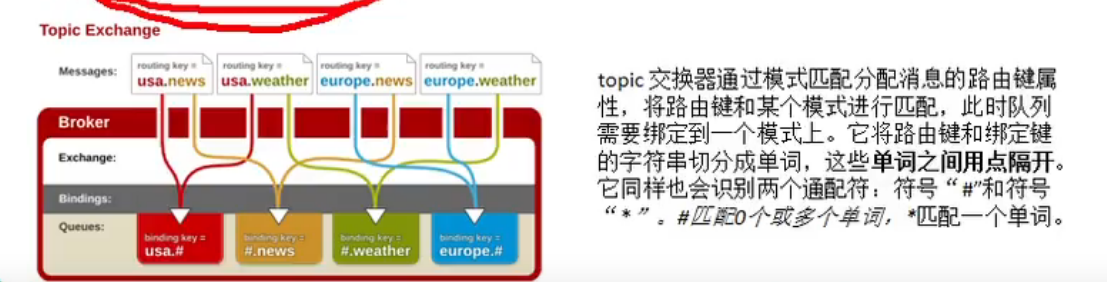 Topic Exchange
Messages:
routing key =
usa.news
routing key =
usa.weather
routing key =
europe.news
routing key =
europe.weather
Broker
Exchange:
Bindings:
Queues:
binding key =
usa.#
binding key =
#.news
binding key =
#.weather
binding key =
europe.#
topic 交换器通过模式匹配分配消息的路由键属
性，将路由键和某个模式进行匹配，此时队列
需要绑定到一个模式上。它将路由键和绑定键
的字符串切分成单词，这些单词之间用点隔开。
它同样也会识别两个通配符：符号“#”和符号
“*”。#匹配0个或多个单词，*匹配一个单词。